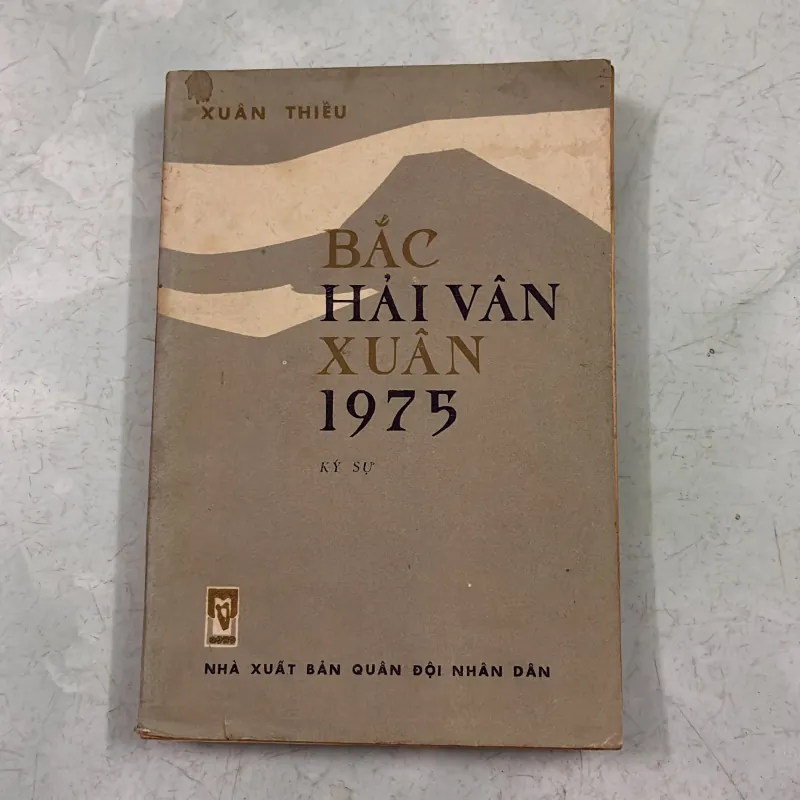 XUÂN THIỀU
BẮC
HẢI VÂN
XUÂN
1975
KÝ SỰ
NHÀ XUẤT BẢN QUÂN ĐỘI NHÂN DÂN